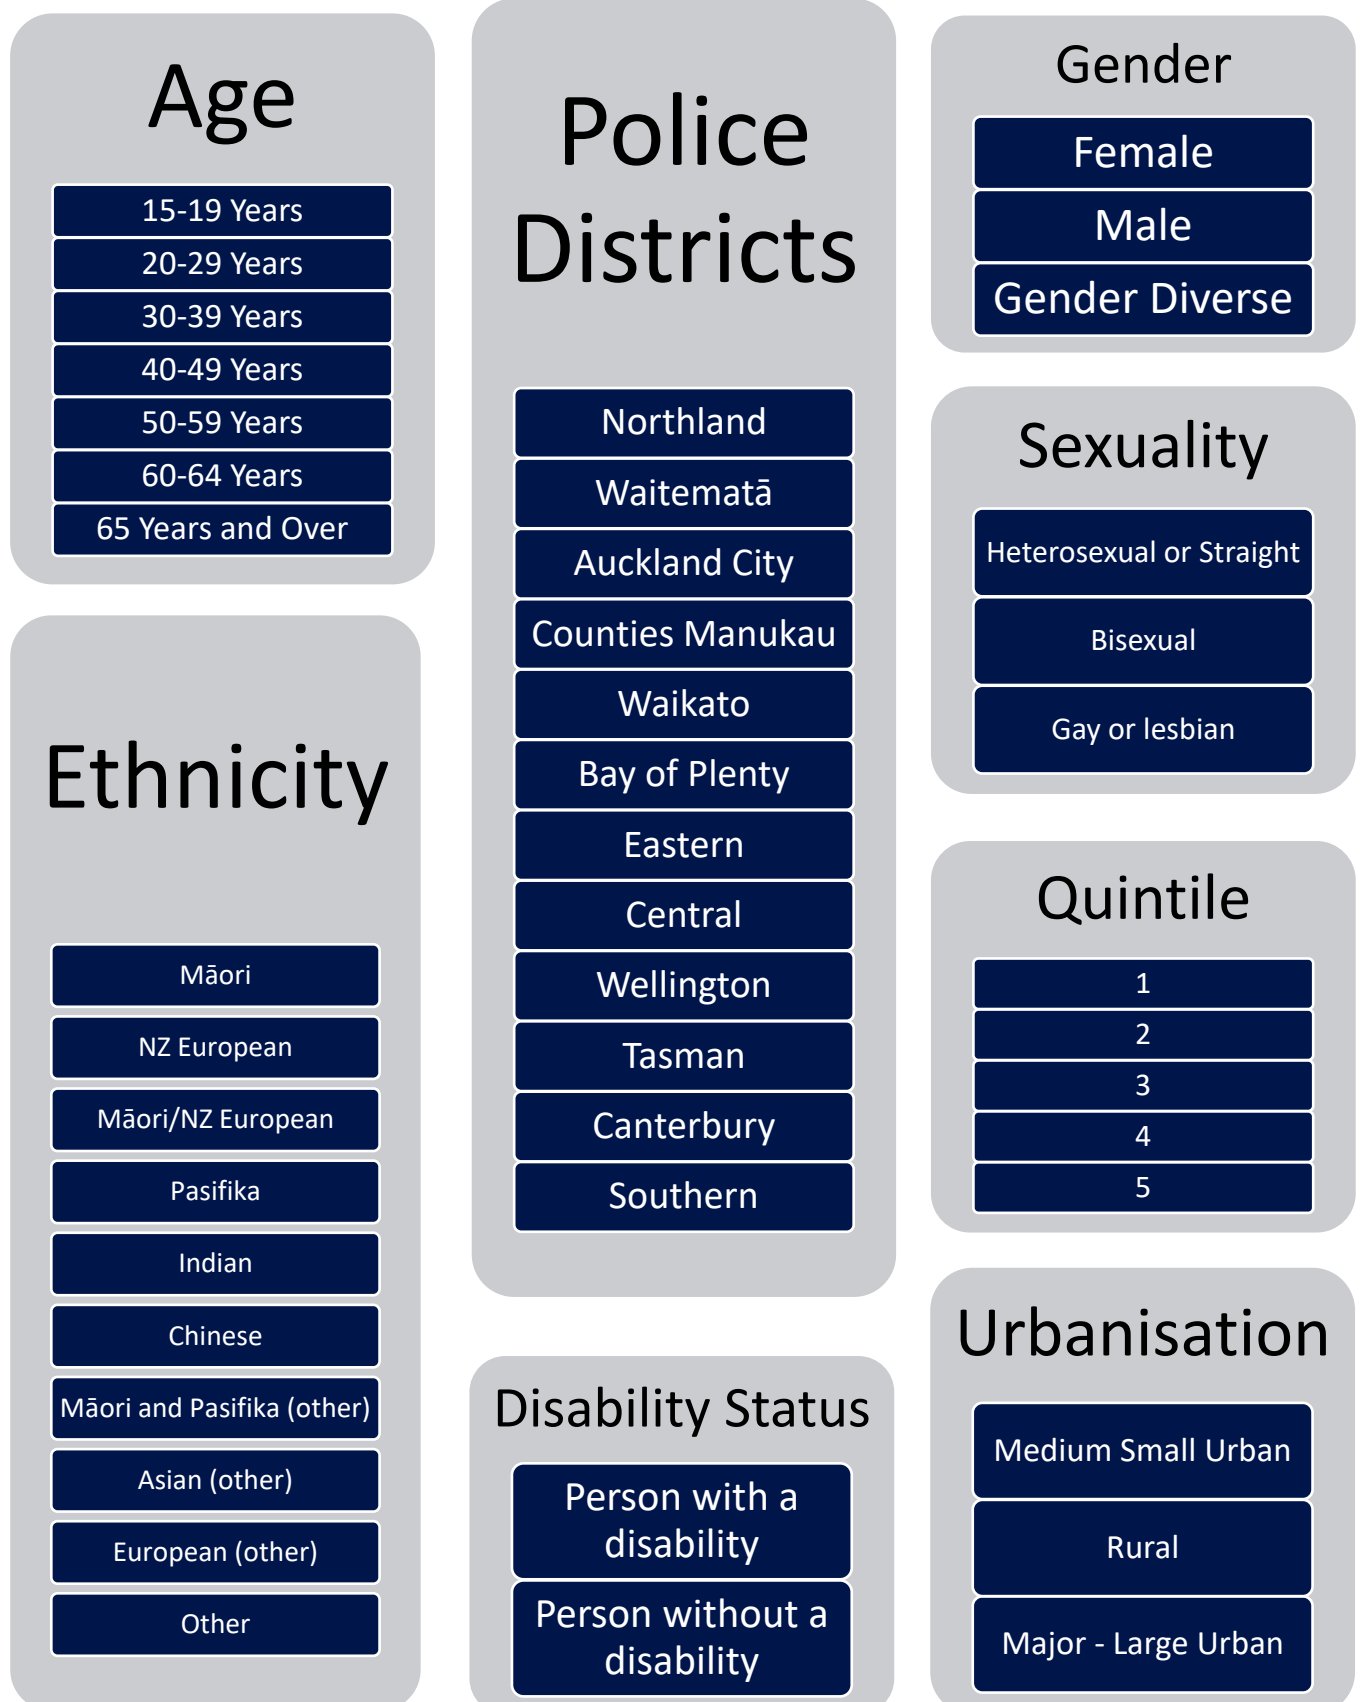 Age
15-19 Years
20-29 Years
30-39 Years
40-49 Years
50-59 Years
60-64 Years
65 Years and Over
Ethnicity
Māori
NZ European
Māori/NZ European
Pasifika
Indian
Chinese
Māori and Pasifika (other)
Asian (other)
European (other)
Other
Police
Districts
Northland
Waitematā
Auckland City
Counties Manukau
Waikato
Bay of Plenty
Eastern
Central
Wellington
Tasman
Canterbury
Southern
Disability Status
Person with a
disability
Person without a
disability
Gender
Female
Male
Gender Diverse
Sexuality
Heterosexual or Straight
Bisexual
Gay or lesbian
Quintile
1
2
3
4
5
Urbanisation
Medium Small Urban
Rural
Major - Large Urban